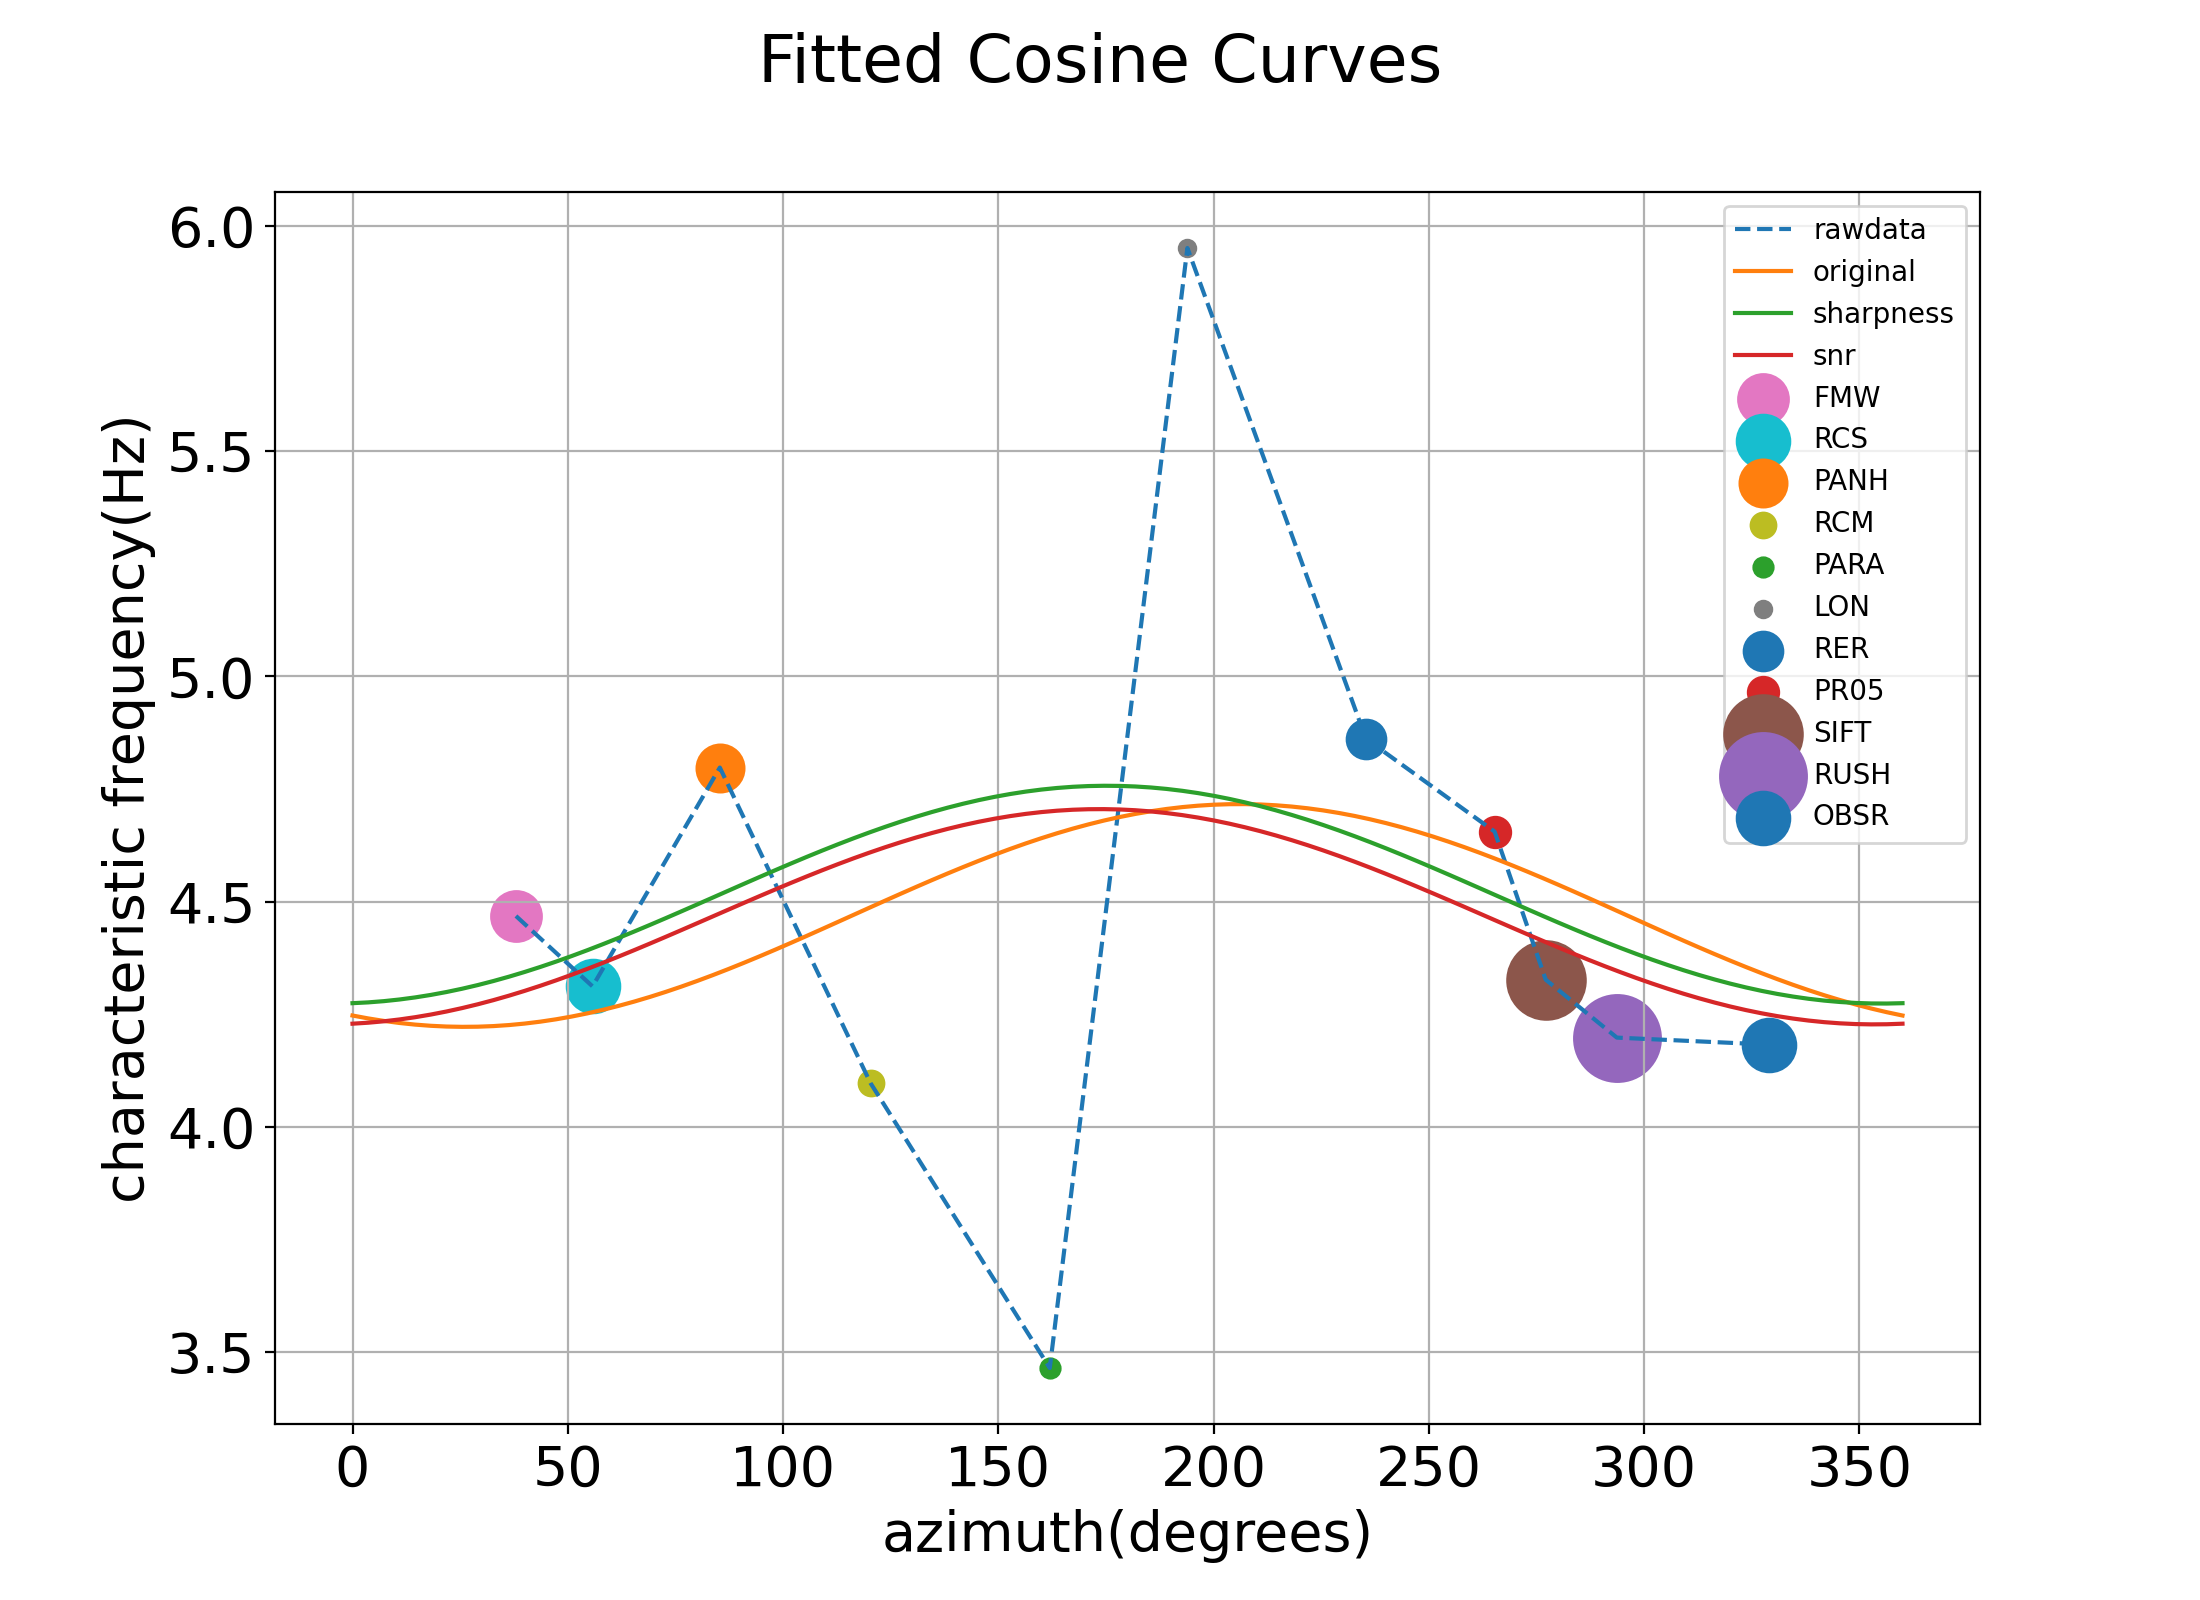 Fitted Cosine Curves
6.0
5.5
5.0
4.5
4.0
3.5
characteristic frequency(Hz)
rawdata
original
sharpness
snr
FMW
RCS
PANH
RCM
PARA
LON
RER
PR05
SIFT
RUSH
OBSR
0 50 100 150 200 250 300 350
azimuth(degrees)